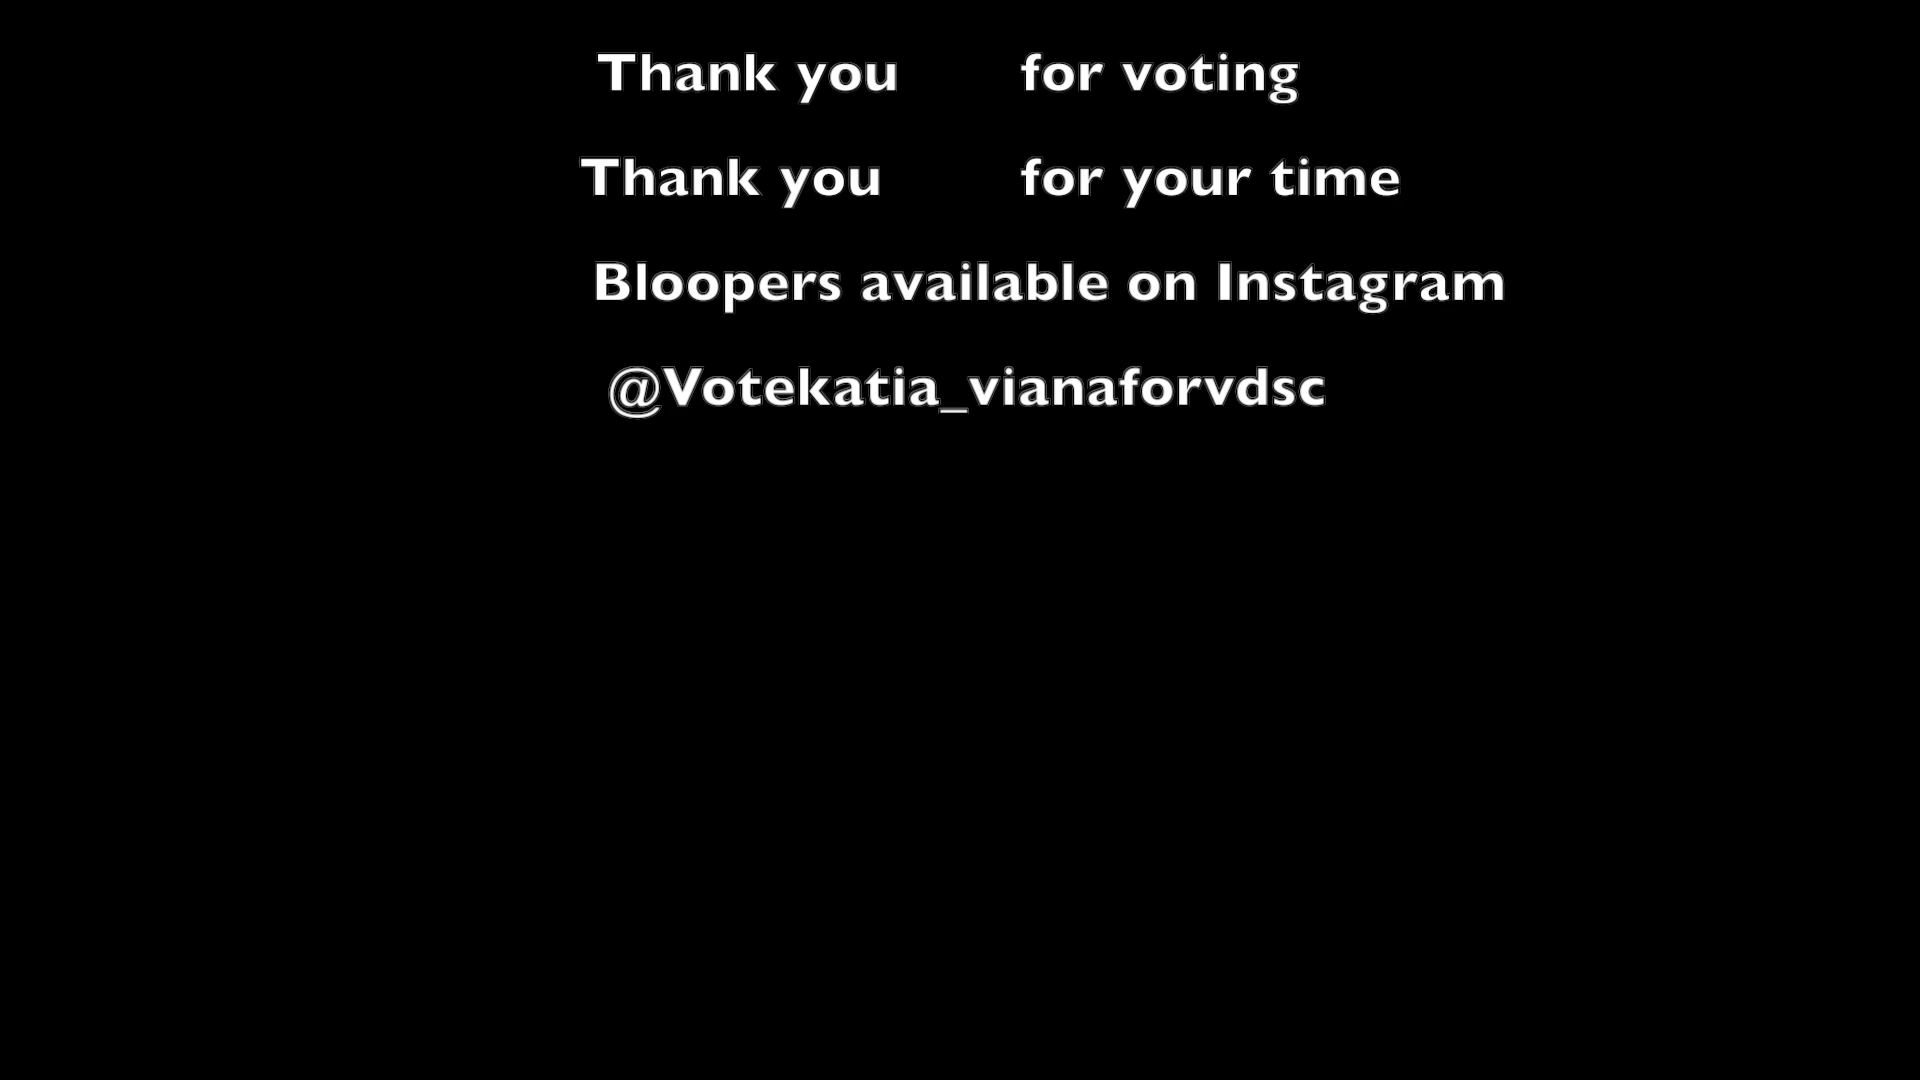 Thank you for voting
Thank you for your time
Bloopers available on Instagram
@Votekatia_vianaforvdsc